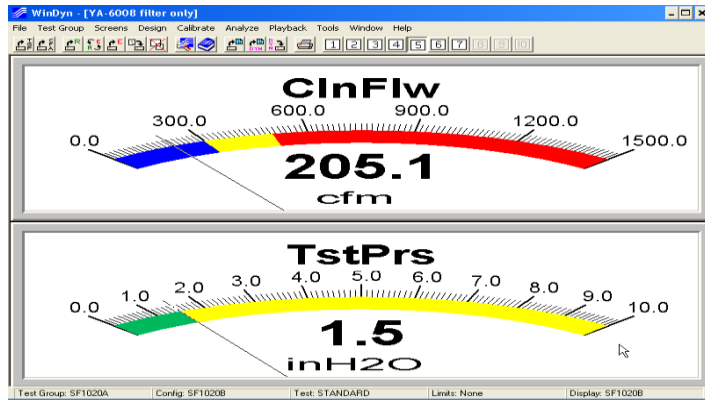 WinDyn - [YA-6008 filter only]
File Test Group Screens Design Calibrate Analyze Playback Tools Window Help
1 2 3 4 5 6 7 8 9 10
ClnFlw
0.0 300.0 600.0 900.0 1200.0 1500.0
205.1
cfm
TstPrs
0.0 1.0 2.0 3.0 4.0 5.0 6.0 7.0 8.0 9.0 10.0
1.5
inH2O
Test Group: SF1020A Config: SF1020B Test: STANDARD Limits: None Display: SF1020B